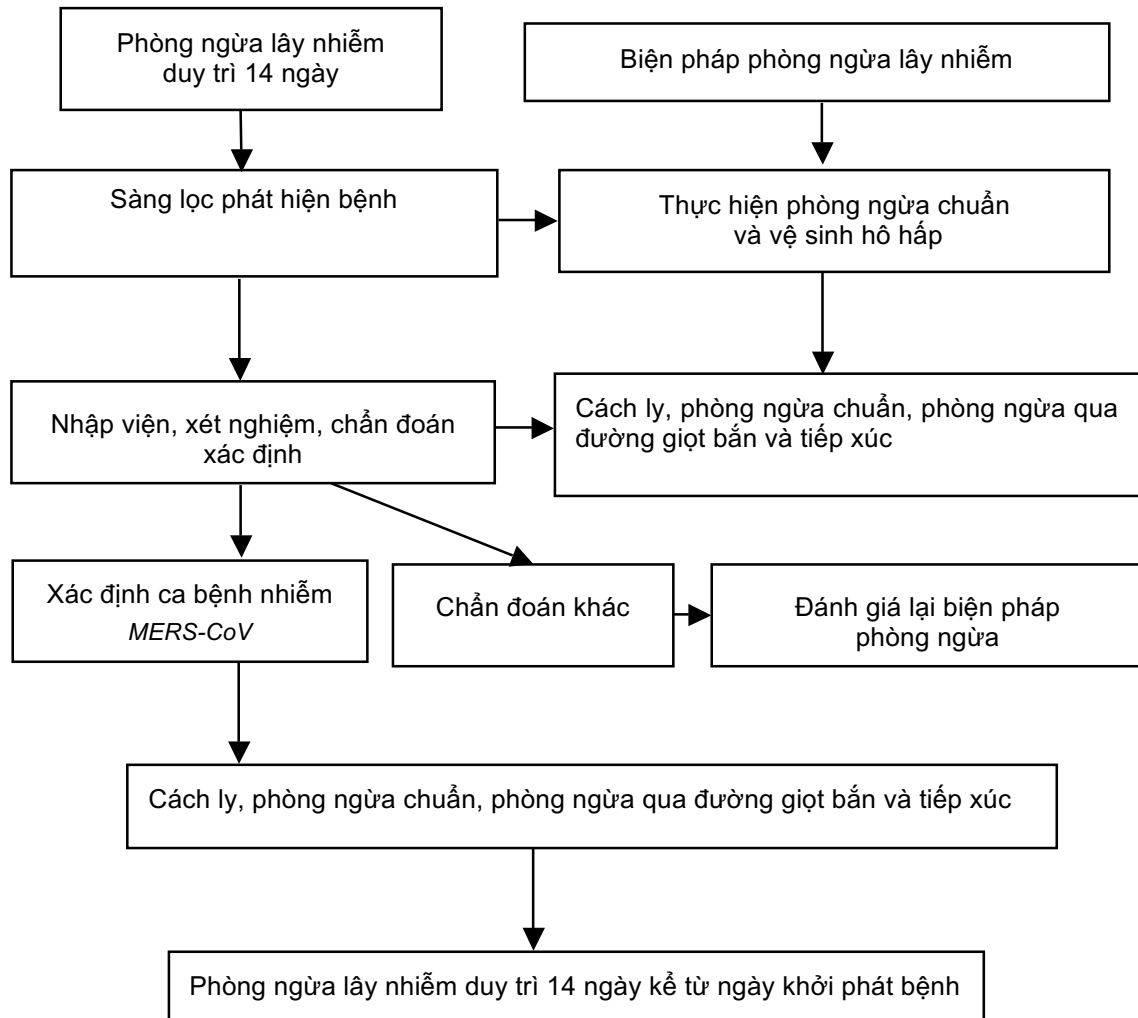 Phòng ngừa lây nhiễm
duy trì 14 ngày
Biện pháp phòng ngừa lây nhiễm
Sàng lọc phát hiện bệnh
Thực hiện phòng ngừa chuẩn
và vệ sinh hô hấp
Nhập viện, xét nghiệm, chẩn đoán
xác định
Cách ly, phòng ngừa chuẩn, phòng ngừa qua
đường giọt bắn và tiếp xúc
Xác định ca bệnh nhiễm
MERS-CoV
Chẩn đoán khác
Đánh giá lại biện pháp
phòng ngừa
Cách ly, phòng ngừa chuẩn, phòng ngừa qua đường giọt bắn và tiếp xúc
Phòng ngừa lây nhiễm duy trì 14 ngày kể từ ngày khởi phát bệnh